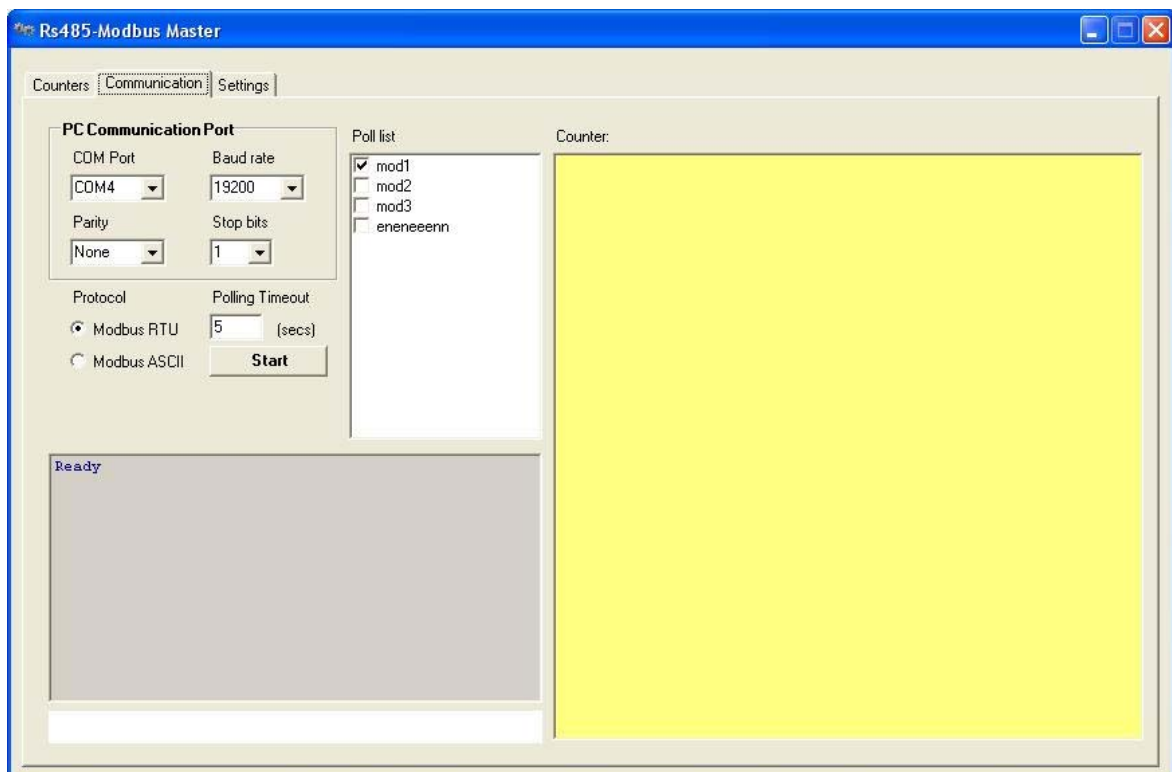 Rs485-Modbus Master
Counters Communication Settings
PC Communication Port
COM Port Baud rate
COM4 19200
Parity Stop bits
None 1
Protocol Polling Timeout
Modbus RTU 5 (secs)
Modbus ASCII Start
Poll list
mod1
mod2
mod3
eneneeenn
Counter:
Ready